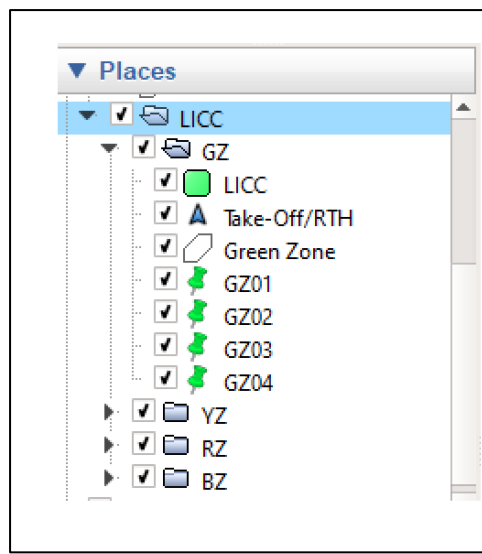 Places
LICC
GZ
LICC
Take-Off/RTH
Green Zone
GZ01
GZ02
GZ03
GZ04
YZ
RZ
BZ